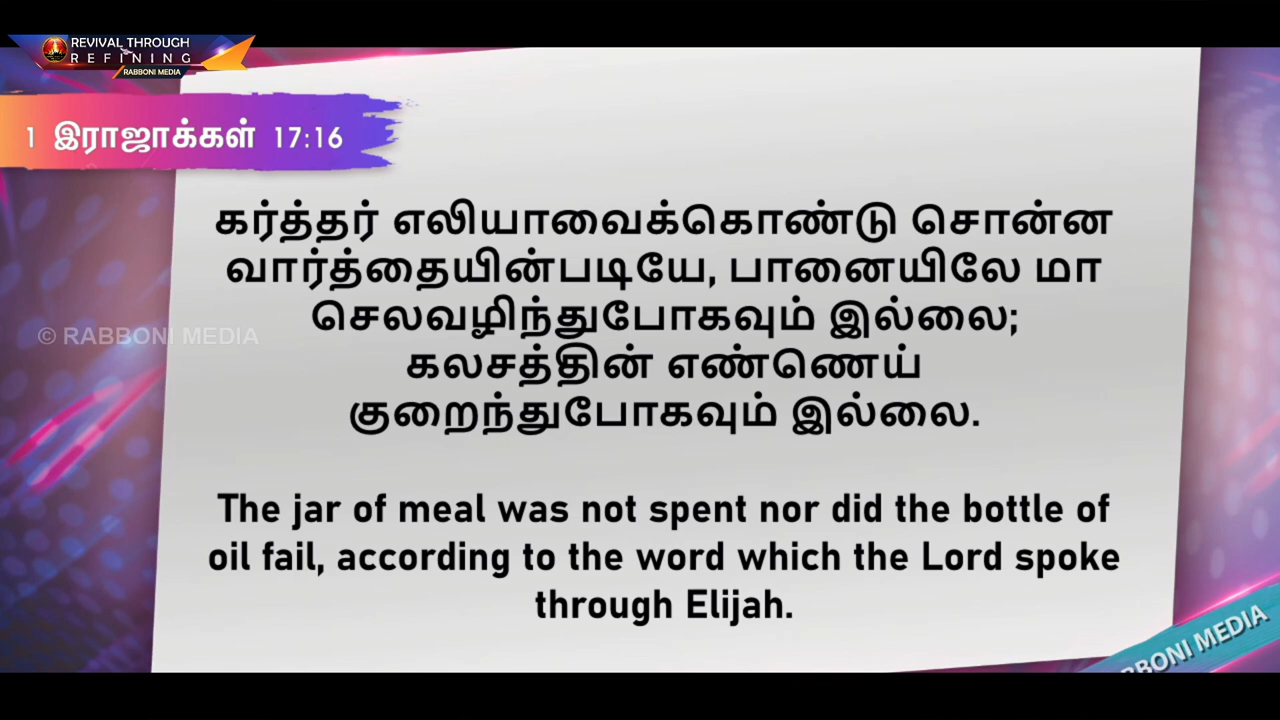 REVIVAL THROUGH
REFINING
RABBONI MEDIA
1 இராஜாக்கள் 17:16
கர்த்தர் எலியாவைக்கொண்டு சொன்ன
வார்த்தையின்படியே, பானையிலே மா
செலவழிந்துபோகவும் இல்லை;
© RABBONI MEDIA
கலசத்தின் எண்ணெய்
குறைந்துபோகவும் இல்லை.
The jar of meal was not spent nor did the bottle of
oil fail, according to the word which the Lord spoke
through Elijah.
BBONI MEDIA